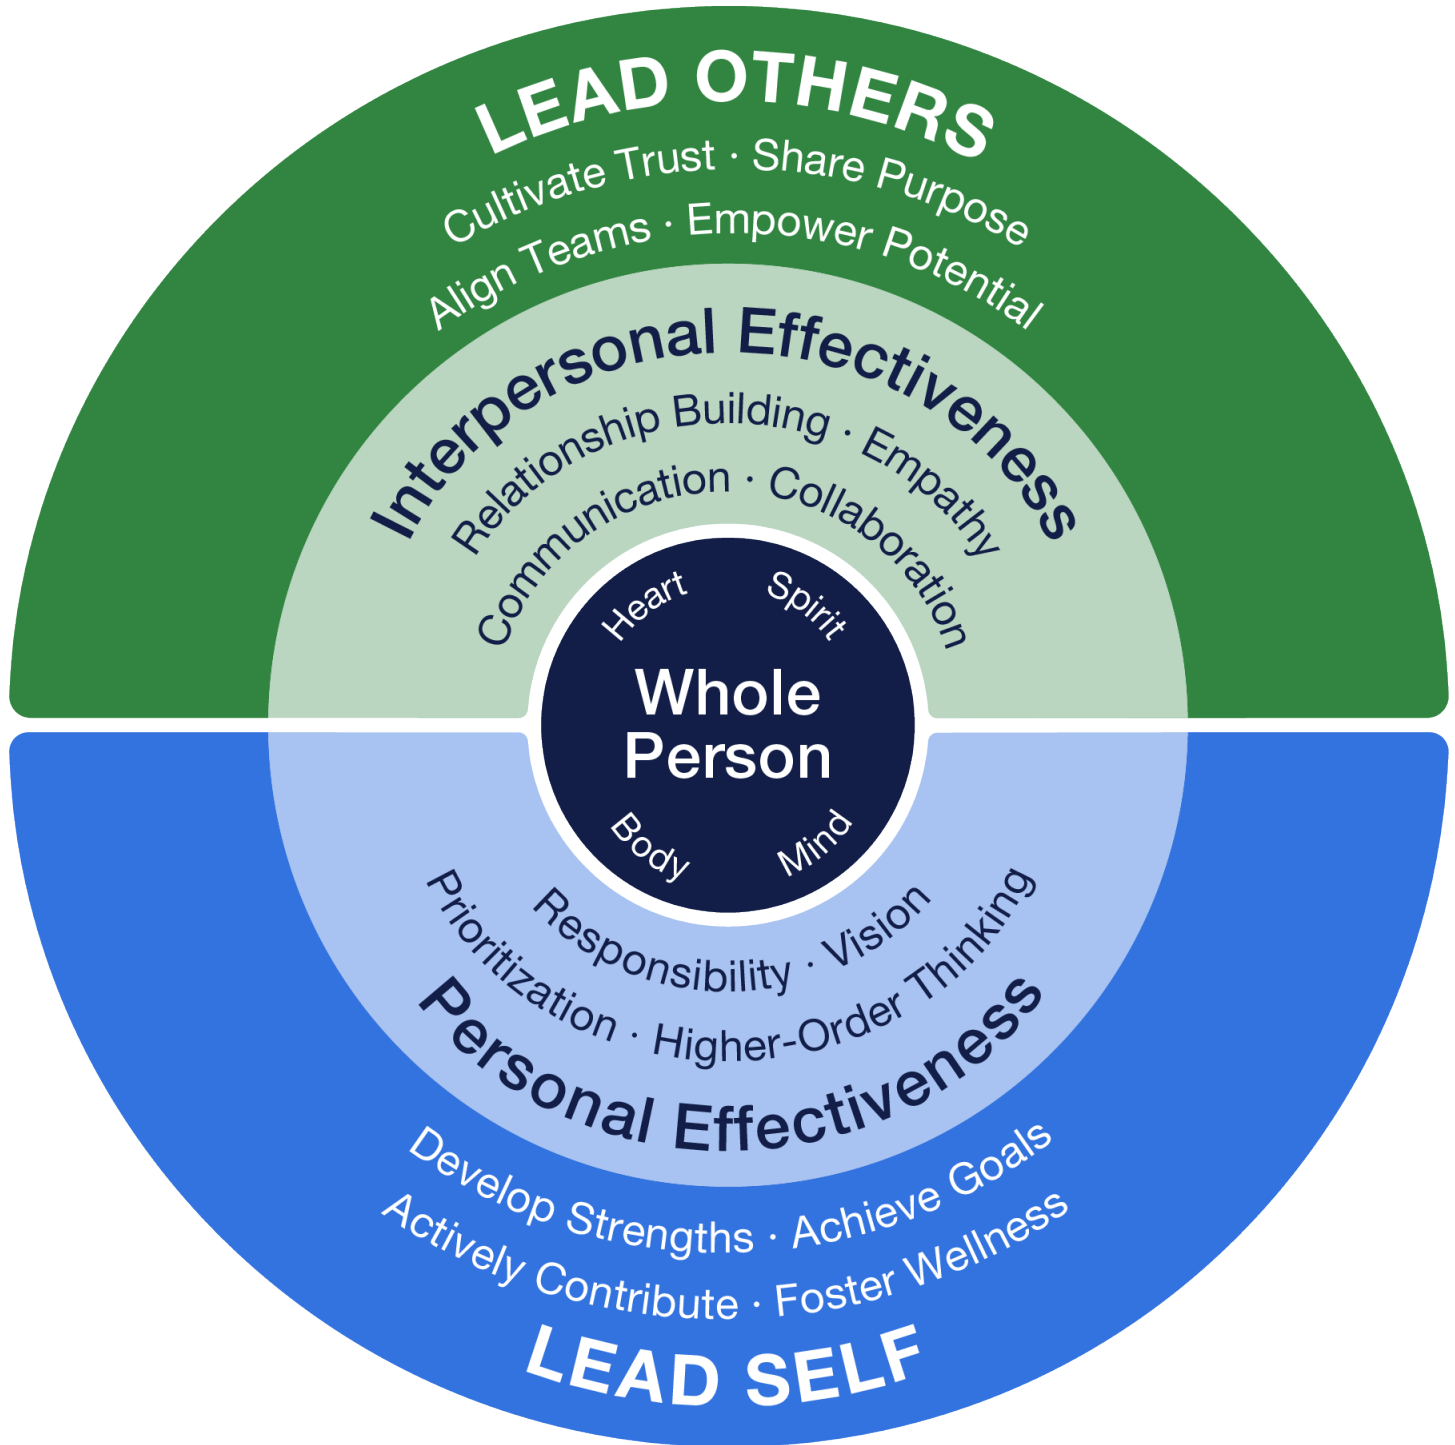 LEAD OTHERS
Cultivate Trust · Share Purpose
Align Teams · Empower Potential
Interpersonal Effectiveness
Relationship Building · Empathy
Communication · Collaboration
Heart Spirit
Whole
Person
Body Mind
Responsibility · Vision
Prioritization · Higher-Order Thinking
Personal Effectiveness
Develop Strengths · Achieve Goals
Actively Contribute · Foster Wellness
LEAD SELF